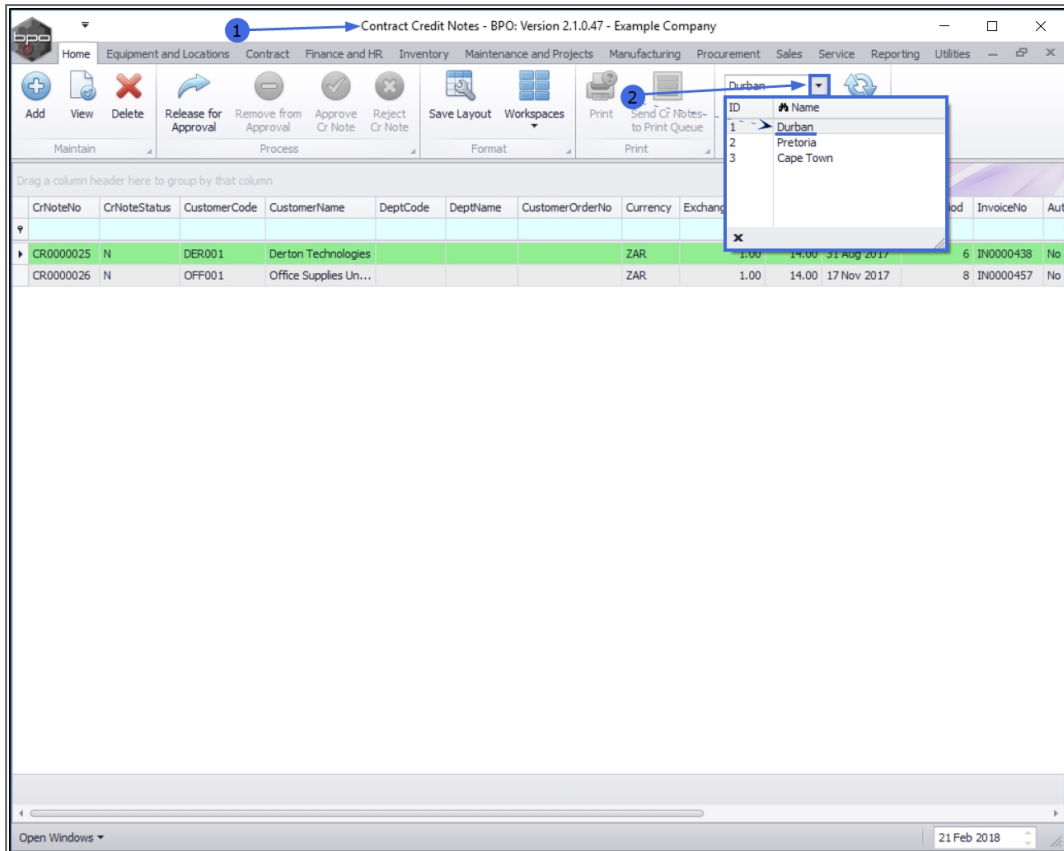 1
Contract Credit Notes - BPO: Version 2.1.0.47 - Example Company
bpo
Home Equipment and Locations Contract Finance and HR Inventory Maintenance and Projects Manufacturing Procurement Sales Service Reporting Utilities
Add View Delete Release for Approval Remove from Approval Approve Cr Note Reject Cr Note Save Layout Workspaces Print Send Cr Notes to Print Queue
Durban
2
Maintain Process Format Print
ID Name
1 Durban
2 Pretoria
3 Cape Town
Drag a column header here to group by that column
CrNoteNo CrNoteStatus CustomerCode CustomerName DeptCode DeptName CustomerOrderNo Currency Exchang iod InvoiceNo Aut
CR0000025 N DER001 Derton Technologies ZAR 1.00 14.00 31 Aug 2017 6 IN0000438 No
CR0000026 N OFF001 Office Supplies Un... ZAR 1.00 14.00 17 Nov 2017 8 IN0000457 No
Open Windows
21 Feb 2018